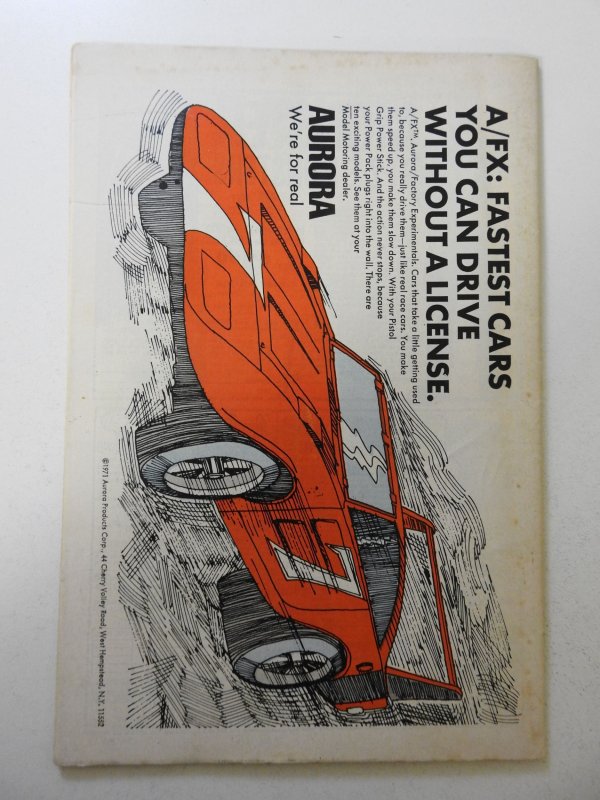 A/FX: FASTEST CARS
YOU CAN DRIVE
WITHOUT A LICENSE.
A/FX™. Aurora/Factory Experimentals. Cars that take a little getting used
to, because you really drive them—just like real race cars. You make
them speed up, you make them slow down. With your Pistol
Grip Power Stick. And the action never stops, because
your Power Pack plugs right into the wall. There are
ten exciting models. See them at your
Model Motoring dealer.
AURORA
We're for real
7
©1971 Aurora Products Corp., 44 Cherry Valley Road, West Hempstead, N.Y. 11552